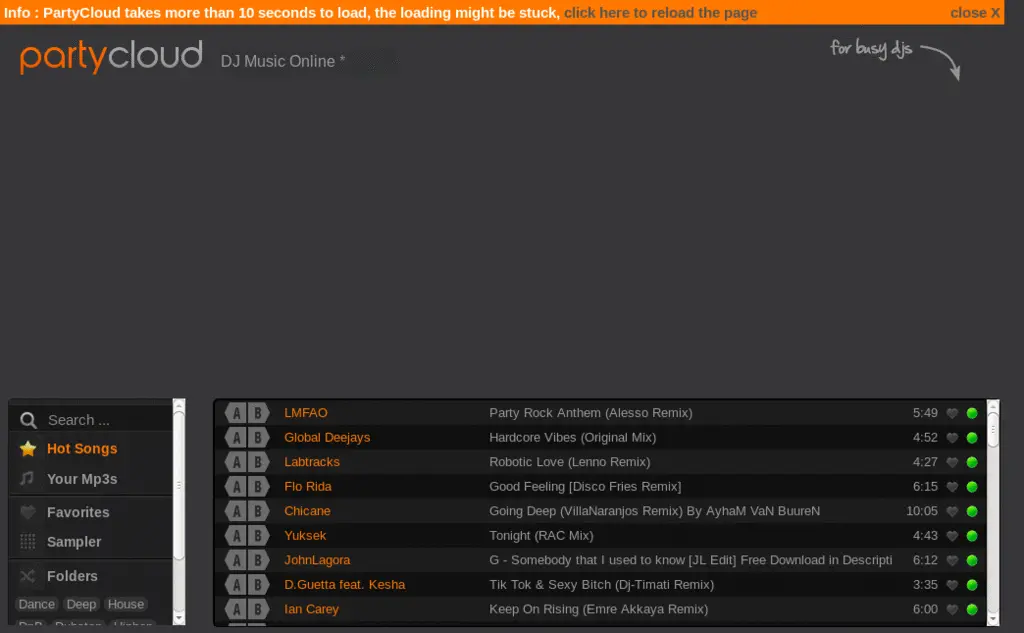 Info : PartyCloud takes more than 10 seconds to load, the loading might be stuck, click here to reload the page close X
partycloud DJ Music Online * for busy djs
Search ...
Hot Songs
Your Mp3s
Favorites
Sampler
Folders
Dance Deep House
DnB Dubstep Hiphop
A B LMFAO Party Rock Anthem (Alesso Remix) 5:49
A B Global Deejays Hardcore Vibes (Original Mix) 4:52
A B Labtracks Robotic Love (Lenno Remix) 4:27
A B Flo Rida Good Feeling [Disco Fries Remix] 6:15
A B Chicane Going Deep (VillaNaranjos Remix) By AyhaM VaN BuureN 10:05
A B Yuksek Tonight (RAC Mix) 4:43
A B JohnLagora G - Somebody that I used to know [JL Edit] Free Download in Descripti 6:12
A B D.Guetta feat. Kesha Tik Tok & Sexy Bitch (Dj-Timati Remix) 3:35
A B Ian Carey Keep On Rising (Emre Akkaya Remix) 6:00